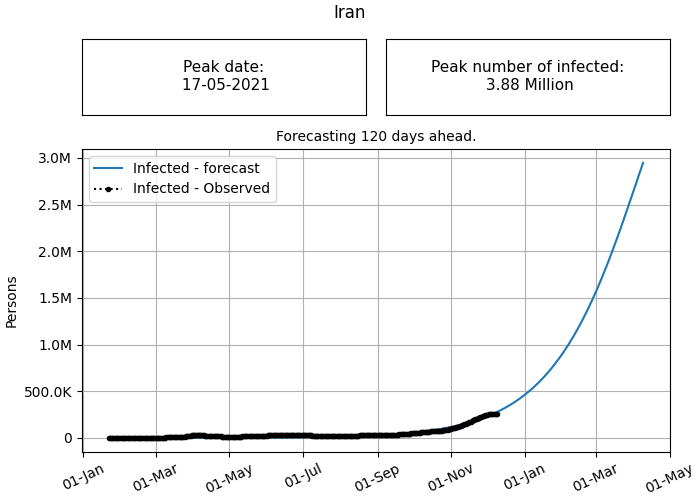 Iran
Peak date:
17-05-2021
Peak number of infected:
3.88 Million
Forecasting 120 days ahead.
Infected - forecast
Infected - Observed
3.0M
2.5M
2.0M
1.5M
1.0M
500.0K
0
Persons
01-Jan
01-Mar
01-May
01-Jul
01-Sep
01-Nov
01-Jan
01-Mar
01-May